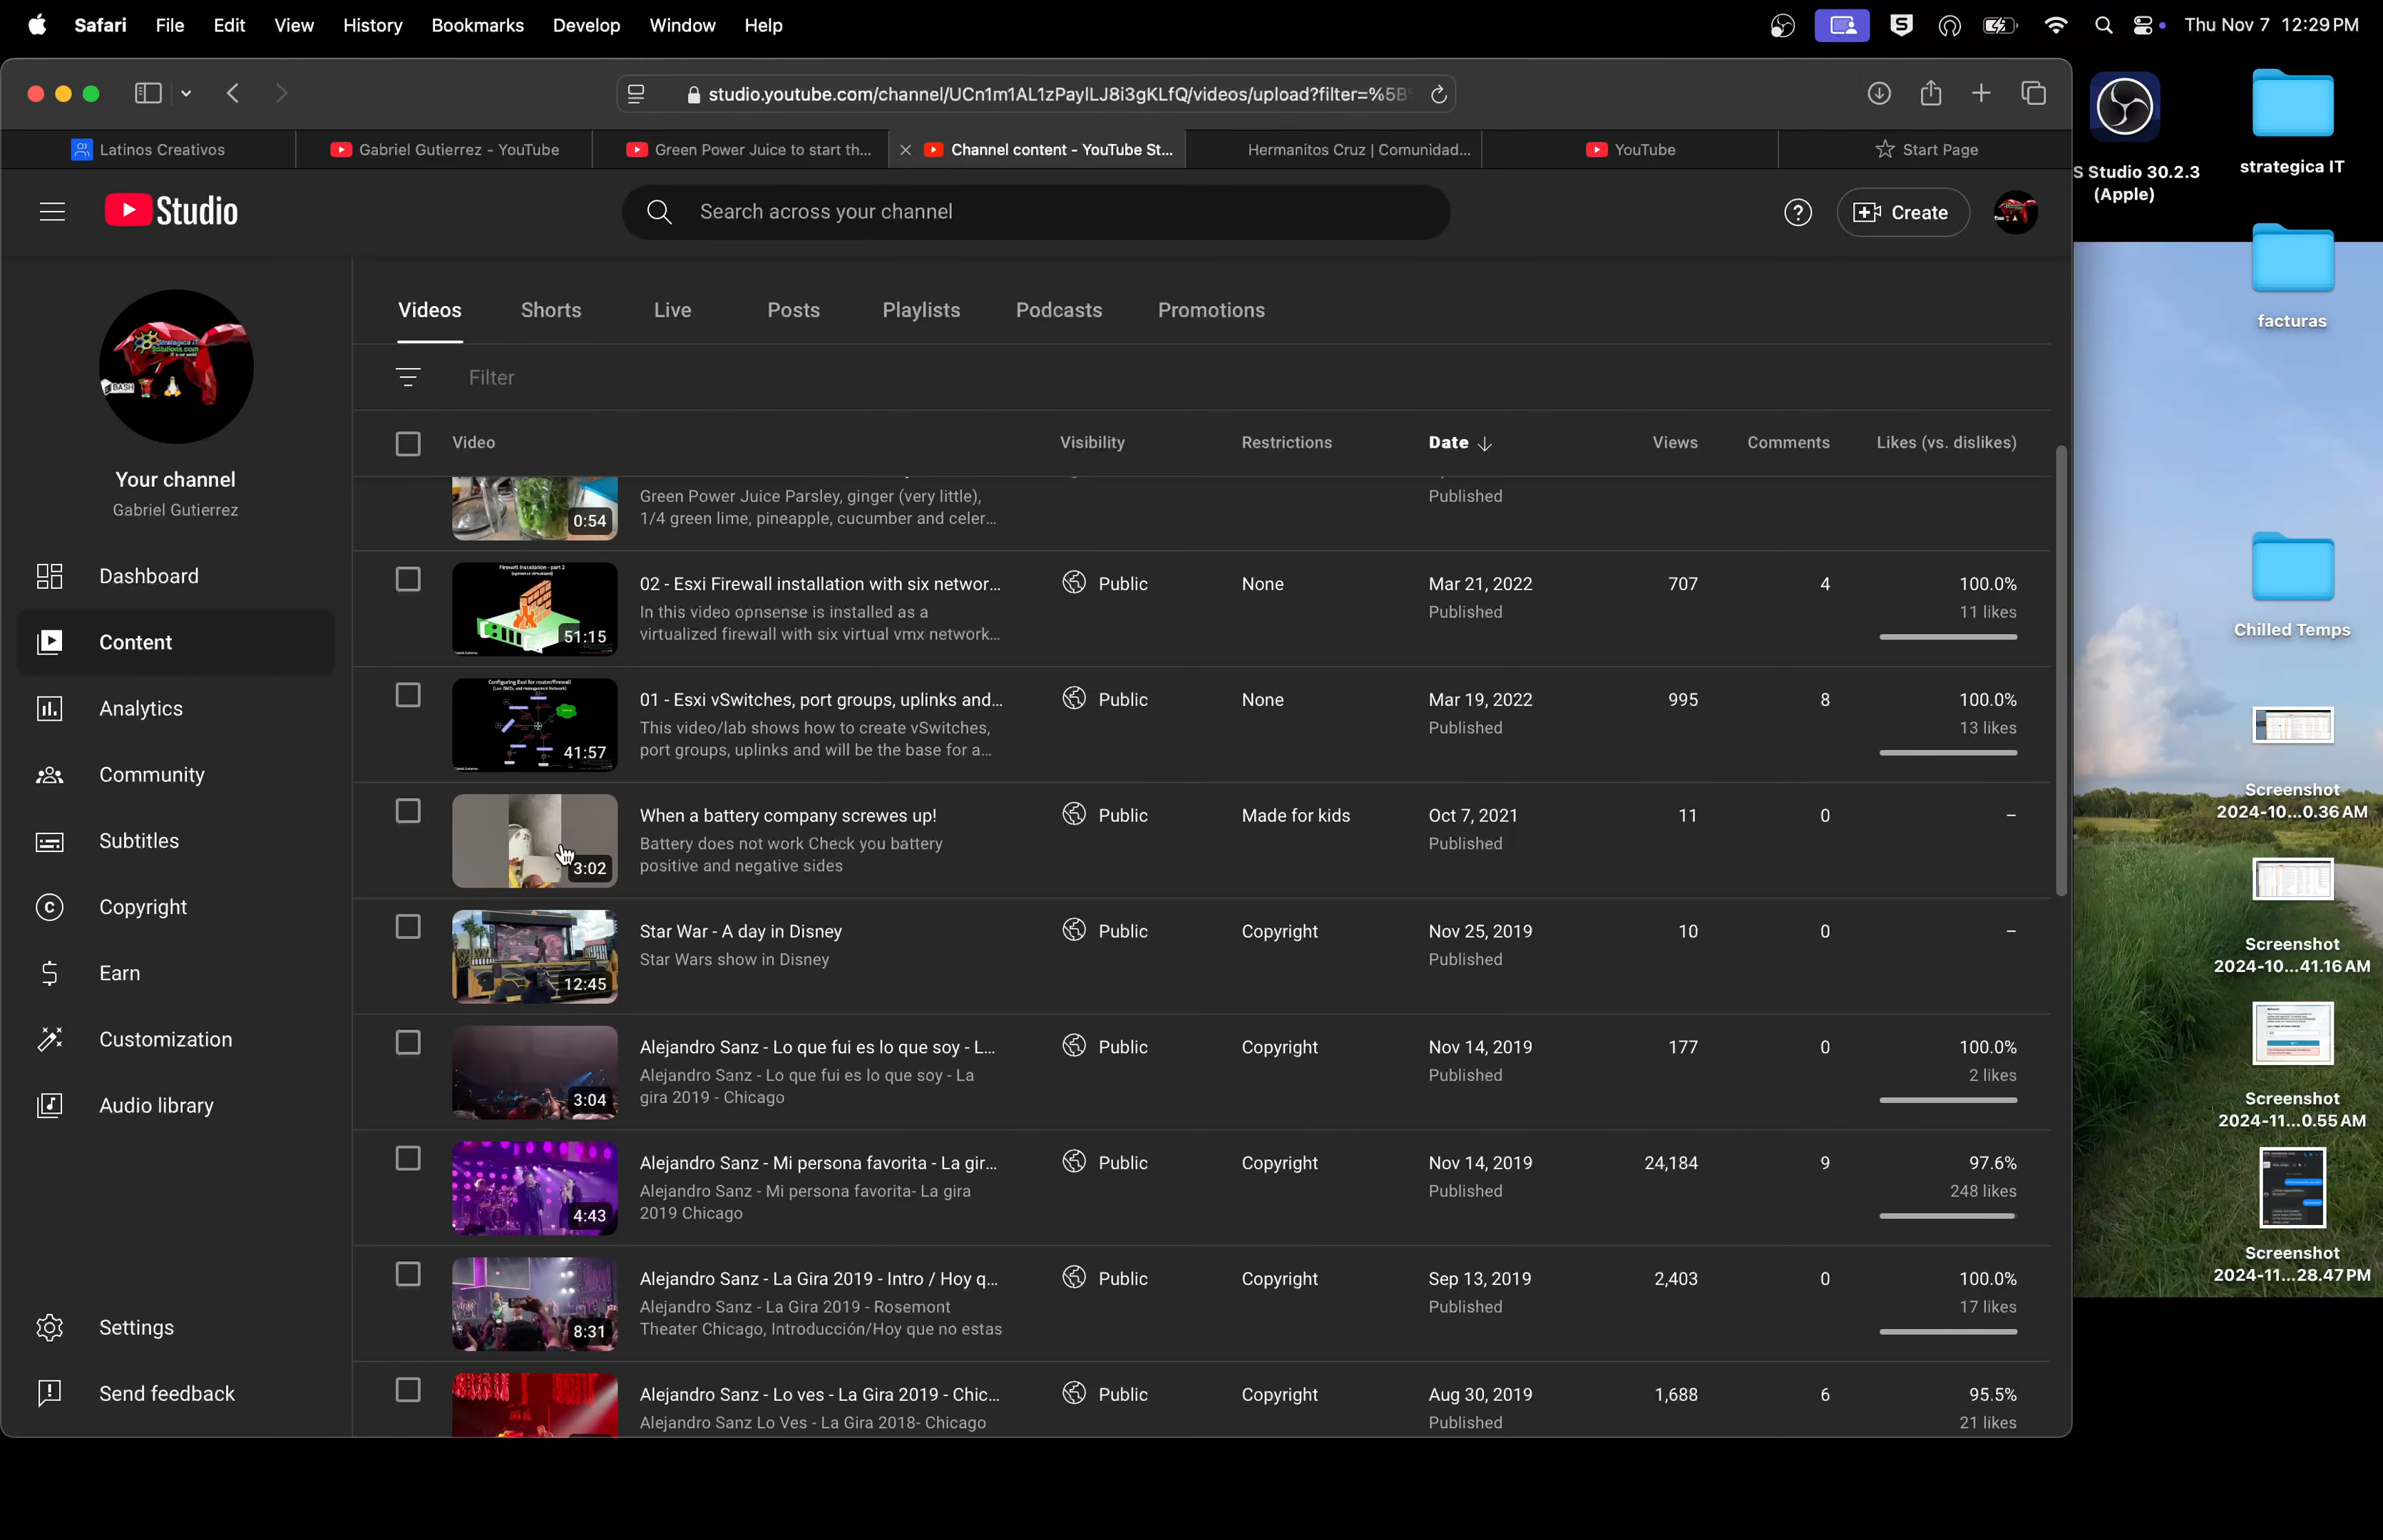 Safari File Edit View History Bookmarks Develop Window Help Thu Nov 7 12:29 PM
studio.youtube.com/channel/UCn1m1AL1zPaylLJ8i3gKLfQ/videos/upload?filter=%5B
Latinos Creativos Gabriel Gutierrez - YouTube Green Power Juice to start th... Channel content - YouTube St... Hermanitos Cruz | Comunidad... YouTube Start Page
Studio Search across your channel Create
Your channel
Gabriel Gutierrez
Dashboard
Content
Analytics
Community
Subtitles
Copyright
Earn
Customization
Audio library
Settings
Send feedback
Videos Shorts Live Posts Playlists Podcasts Promotions
Filter
Video Visibility Restrictions Date Views Comments Likes (vs. dislikes)
Green Power Juice Parsley, ginger (very little), Published
1/4 green lime, pineapple, cucumber and celer...
0:54
Firewall Installation - part 2
02 - Esxi Firewall installation with six networ... Public None Mar 21, 2022 707 4 100.0%
In this video opnsense is installed as a Published 11 likes
virtualized firewall with six virtual vmx network...
51:15
01 - Esxi vSwitches, port groups, uplinks and... Public None Mar 19, 2022 995 8 100.0%
This video/lab shows how to create vSwitches, Published 13 likes
port groups, uplinks and will be the base for a...
41:57
When a battery company screwes up! Public Made for kids Oct 7, 2021 11 0 –
Battery does not work Check you battery Published
positive and negative sides
3:02
Star War - A day in Disney Public Copyright Nov 25, 2019 10 0 –
Star Wars show in Disney Published
12:45
Alejandro Sanz - Lo que fui es lo que soy - L... Public Copyright Nov 14, 2019 177 0 100.0%
Alejandro Sanz - Lo que fui es lo que soy - La Published 2 likes
gira 2019 - Chicago
3:04
Alejandro Sanz - Mi persona favorita - La gir... Public Copyright Nov 14, 2019 24,184 9 97.6%
Alejandro Sanz - Mi persona favorita- La gira Published 248 likes
2019 Chicago
4:43
Alejandro Sanz - La Gira 2019 - Intro / Hoy q... Public Copyright Sep 13, 2019 2,403 0 100.0%
Alejandro Sanz - La Gira 2019 - Rosemont Published 17 likes
Theater Chicago, Introducción/Hoy que no estas
8:31
Alejandro Sanz - Lo ves - La Gira 2019 - Chic... Public Copyright Aug 30, 2019 1,688 6 95.5%
Alejandro Sanz Lo Ves - La Gira 2018- Chicago Published 21 likes
S Studio 30.2.3
(Apple)
strategica IT
facturas
Chilled Temps
Screenshot
2024-10...0.36 AM
Screenshot
2024-10...41.16 AM
Screenshot
2024-11...0.55 AM
Screenshot
2024-11...28.47 PM